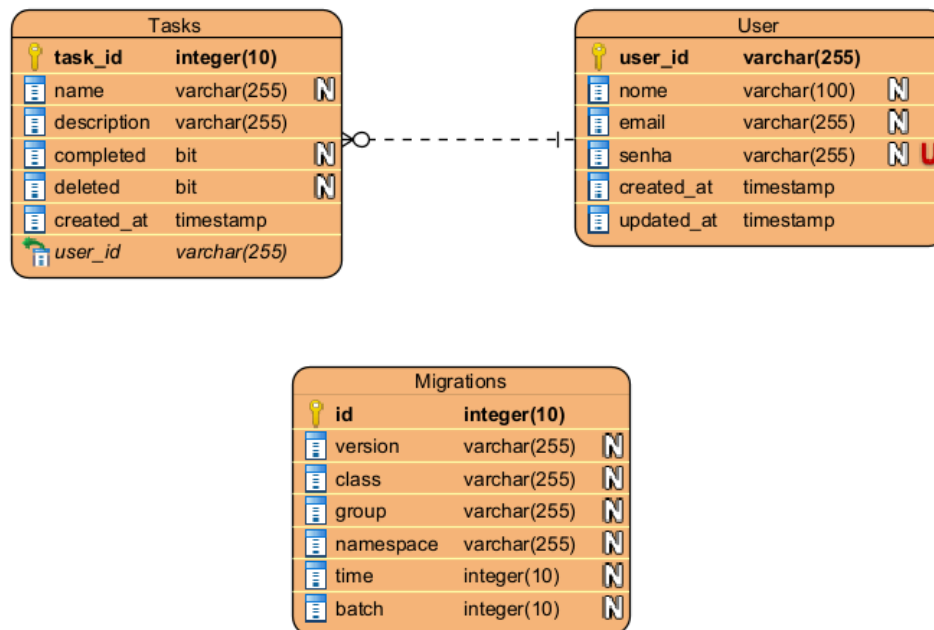 Tasks
task_id integer(10)
name varchar(255) N
description varchar(255)
completed bit N
deleted bit N
created_at timestamp
user_id varchar(255)
User
user_id varchar(255)
nome varchar(100) N
email varchar(255) N
senha varchar(255) N U
created_at timestamp
updated_at timestamp
Migrations
id integer(10)
version varchar(255) N
class varchar(255) N
group varchar(255) N
namespace varchar(255) N
time integer(10) N
batch integer(10) N